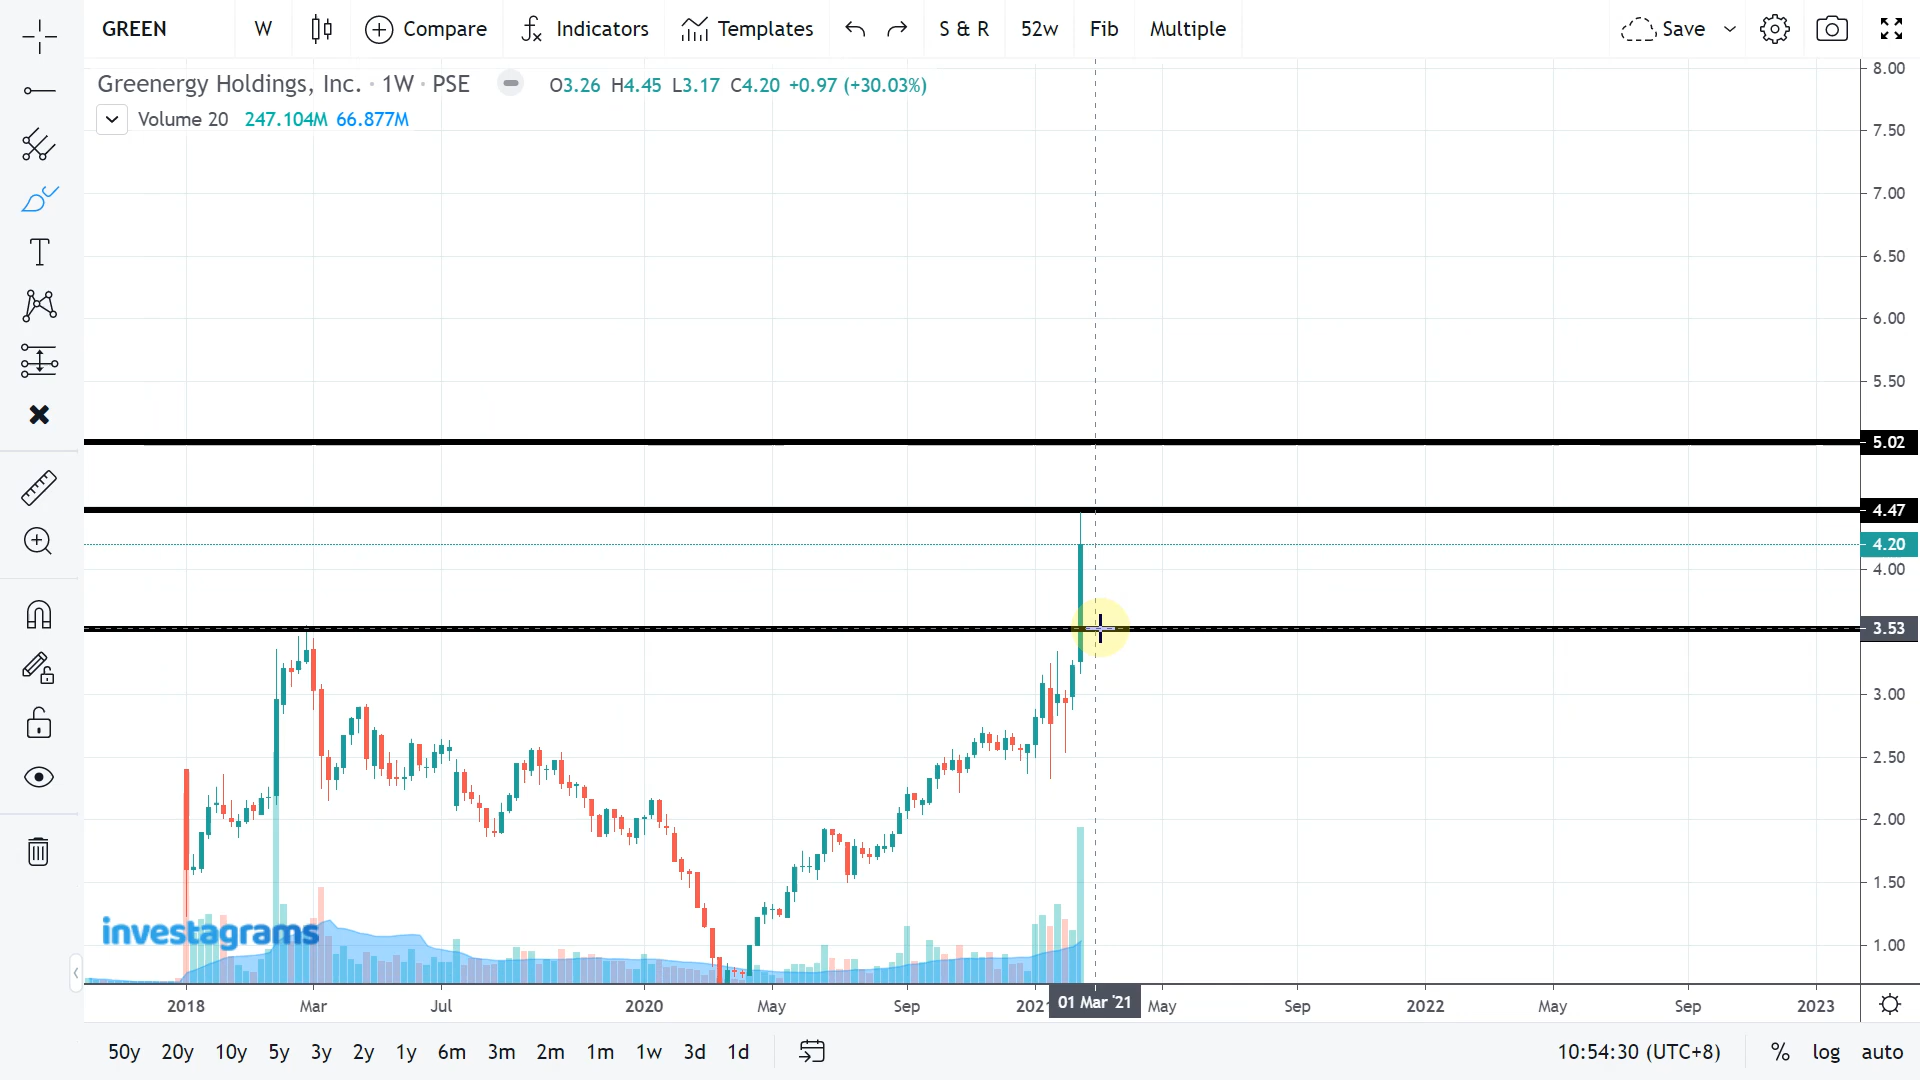 GREEN W Compare Indicators Templates S & R 52w Fib Multiple Save
Greenergy Holdings, Inc. · 1W · PSE O3.26 H4.45 L3.17 C4.20 +0.97 (+30.03%)
Volume 20 247.104M 66.877M
8.00
7.50
7.00
6.50
6.00
5.50
5.02
4.47
4.20
4.00
3.53
3.00
2.50
2.00
1.50
1.00
investagrams
2018 Mar Jul 2020 May Sep 2021 01 Mar '21 May Sep 2022 May Sep 2023
50y 20y 10y 5y 3y 2y 1y 6m 3m 2m 1m 1w 3d 1d 10:54:30 (UTC+8) % log auto